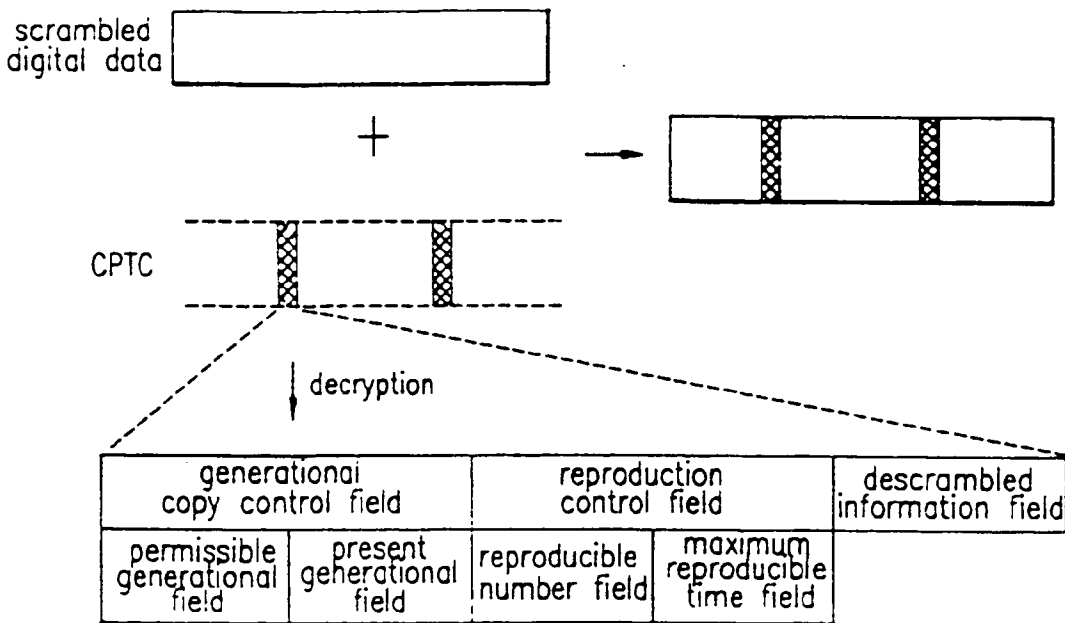 scrambled
digital data
+
CPTC
decryption
generational
copy control field
reproduction
control field
descrambled
information field
permissible
generational
field
present
generational
field
reproducible
number field
maximum
reproducible
time field